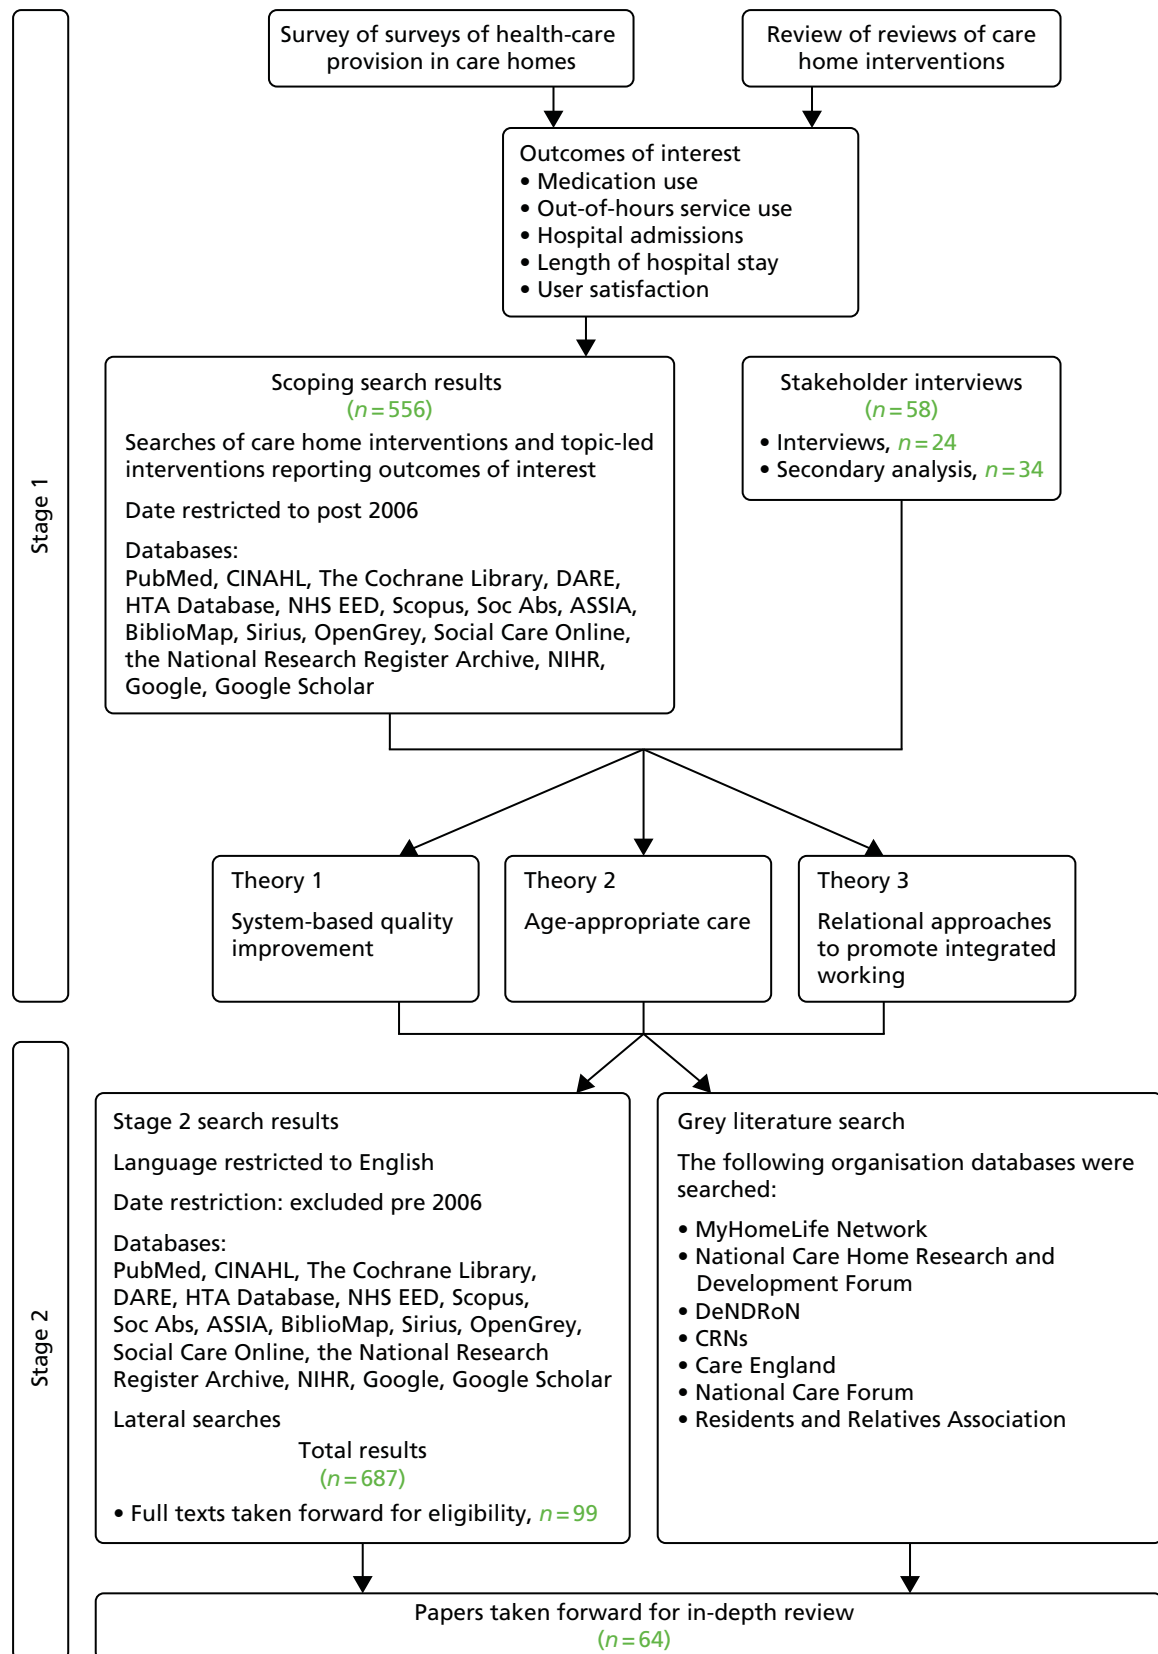 Stage 1
Survey of surveys of health-care
provision in care homes
Review of reviews of care
home interventions
Outcomes of interest
• Medication use
• Out-of-hours service use
• Hospital admissions
• Length of hospital stay
• User satisfaction
Scoping search results
(n = 556)
Searches of care home interventions and topic-led
interventions reporting outcomes of interest
Date restricted to post 2006
Databases:
PubMed, CINAHL, The Cochrane Library, DARE,
HTA Database, NHS EED, Scopus, Soc Abs, ASSIA,
BiblioMap, Sirius, OpenGrey, Social Care Online,
the National Research Register Archive, NIHR,
Google, Google Scholar
Stakeholder interviews
(n = 58)
• Interviews, n = 24
• Secondary analysis, n = 34
Theory 1
System-based quality
improvement
Theory 2
Age-appropriate care
Theory 3
Relational approaches
to promote integrated
working
Stage 2
Stage 2 search results
Language restricted to English
Date restriction: excluded pre 2006
Databases:
PubMed, CINAHL, The Cochrane Library,
DARE, HTA Database, NHS EED, Scopus,
Soc Abs, ASSIA, BiblioMap, Sirius, OpenGrey,
Social Care Online, the National Research
Register Archive, NIHR, Google, Google Scholar
Lateral searches
Total results
(n = 687)
• Full texts taken forward for eligibility, n = 99
Grey literature search
The following organisation databases were
searched:
• MyHomeLife Network
• National Care Home Research and
Development Forum
• DeNDRoN
• CRNs
• Care England
• National Care Forum
• Residents and Relatives Association
Papers taken forward for in-depth review
(n = 64)